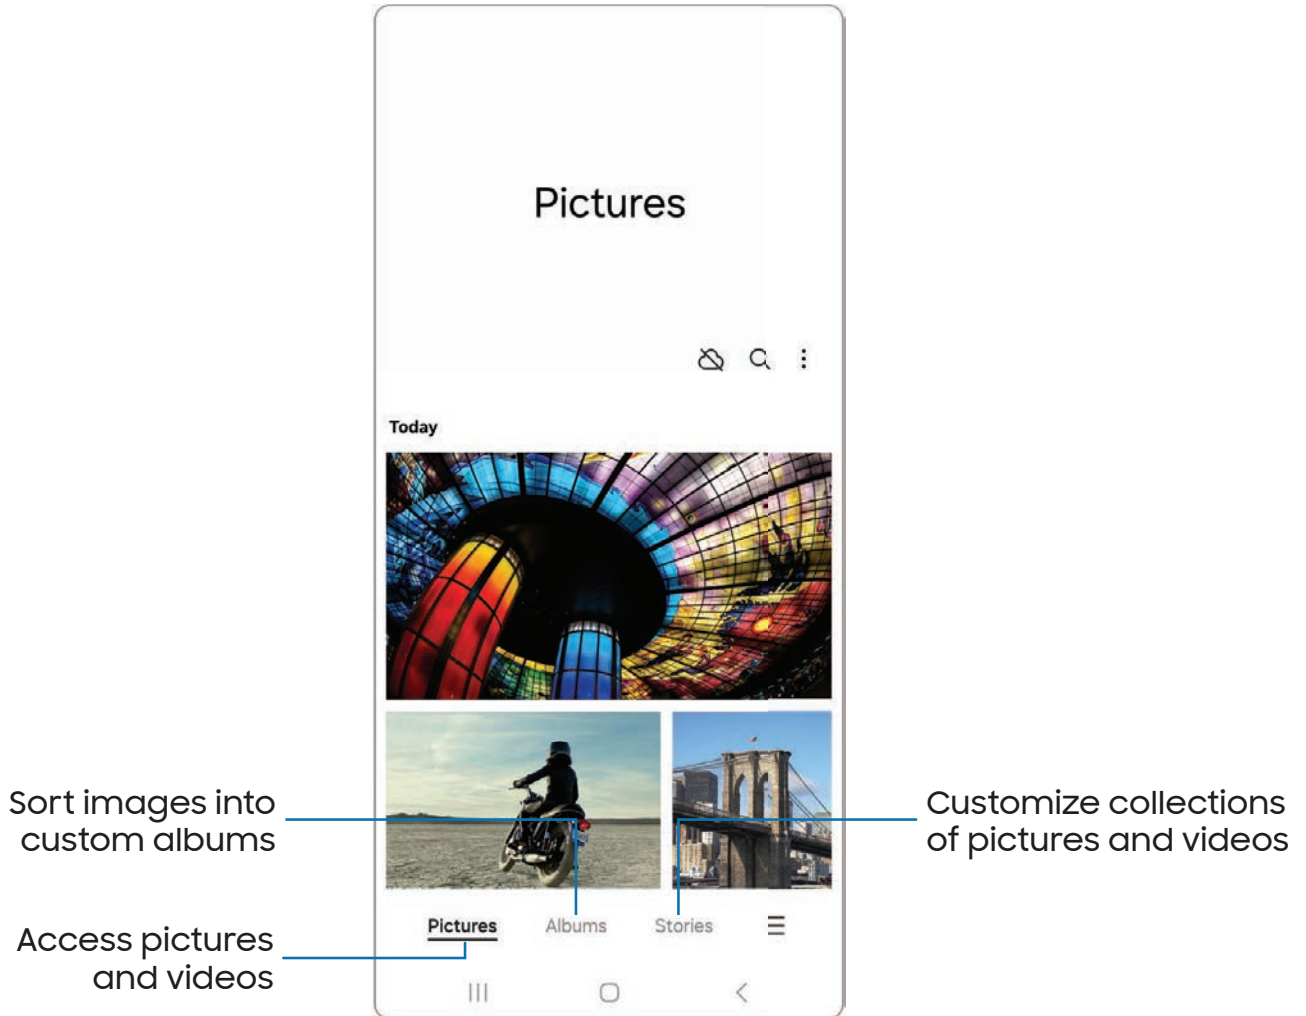 Pictures
Today
Sort images into
custom albums
Customize collections
of pictures and videos
Pictures
Albums
Stories
Access pictures
and videos